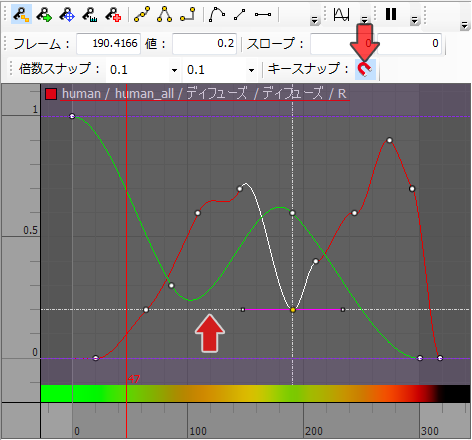 フレーム： 190.4166 値： 0.2 スロープ： 0 0
倍数スナップ： 0.1 0.1 キースナップ：
human / human_all / ディフューズ / ディフューズ / R
1
0.5
0
47
0 100 200 300